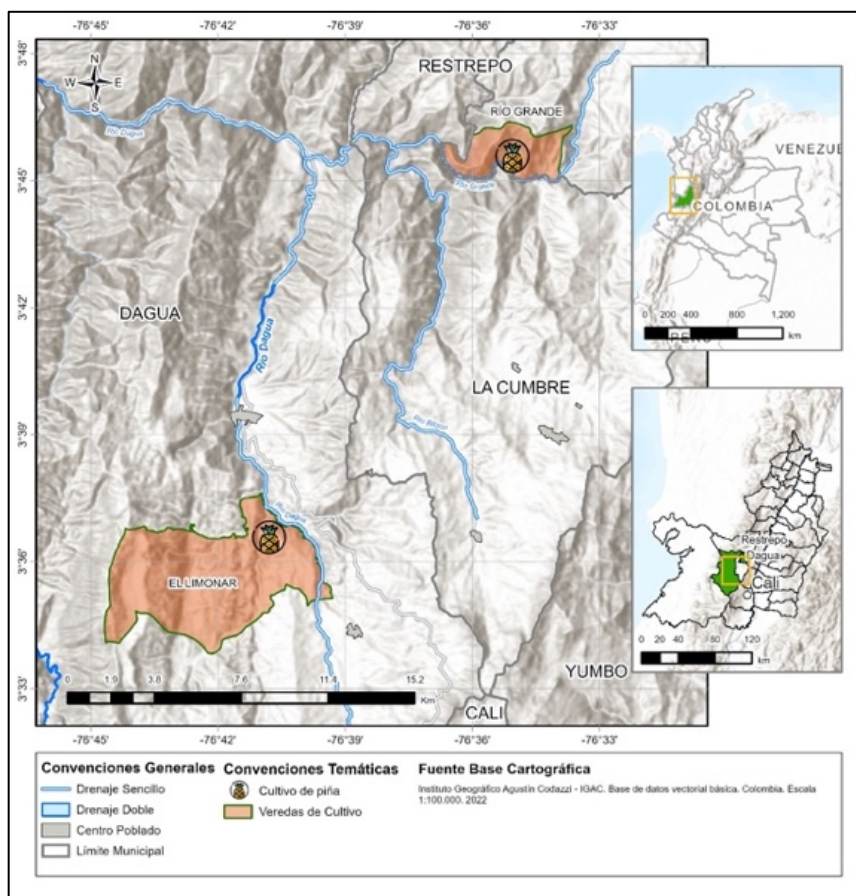 -76°45' -76°42' -76°39' -76°36' -76°33'
3°48'
3°45'
3°42'
3°39'
3°36'
3°33'
N
W E
S
RESTREPO
RÍO GRANDE
Río Dagua
Río Grande
DAGUA
Río Dagua
LA CUMBRE
Río Bitaco
Río Dagua
EL LIMONAR
YUMBO
CALI
0 1.9 3.8 7.6 11.4 15.2
Km
-76°45' -76°42' -76°39' -76°36' -76°33'
VENEZUE
COLOMBIA
PERÚ
0 200 400 800 1,200
km
Restrepo
Dagua
Cali
0 20 40 80 120
km
Convenciones Generales
Drenaje Sencillo
Drenaje Doble
Centro Poblado
Límite Municipal
Convenciones Temáticas
Cultivo de piña
Veredas de Cultivo
Fuente Base Cartográfica
Instituto Geográfico Agustín Codazzi - IGAC. Base de datos vectorial básica. Colombia. Escala
1:100.000. 2022